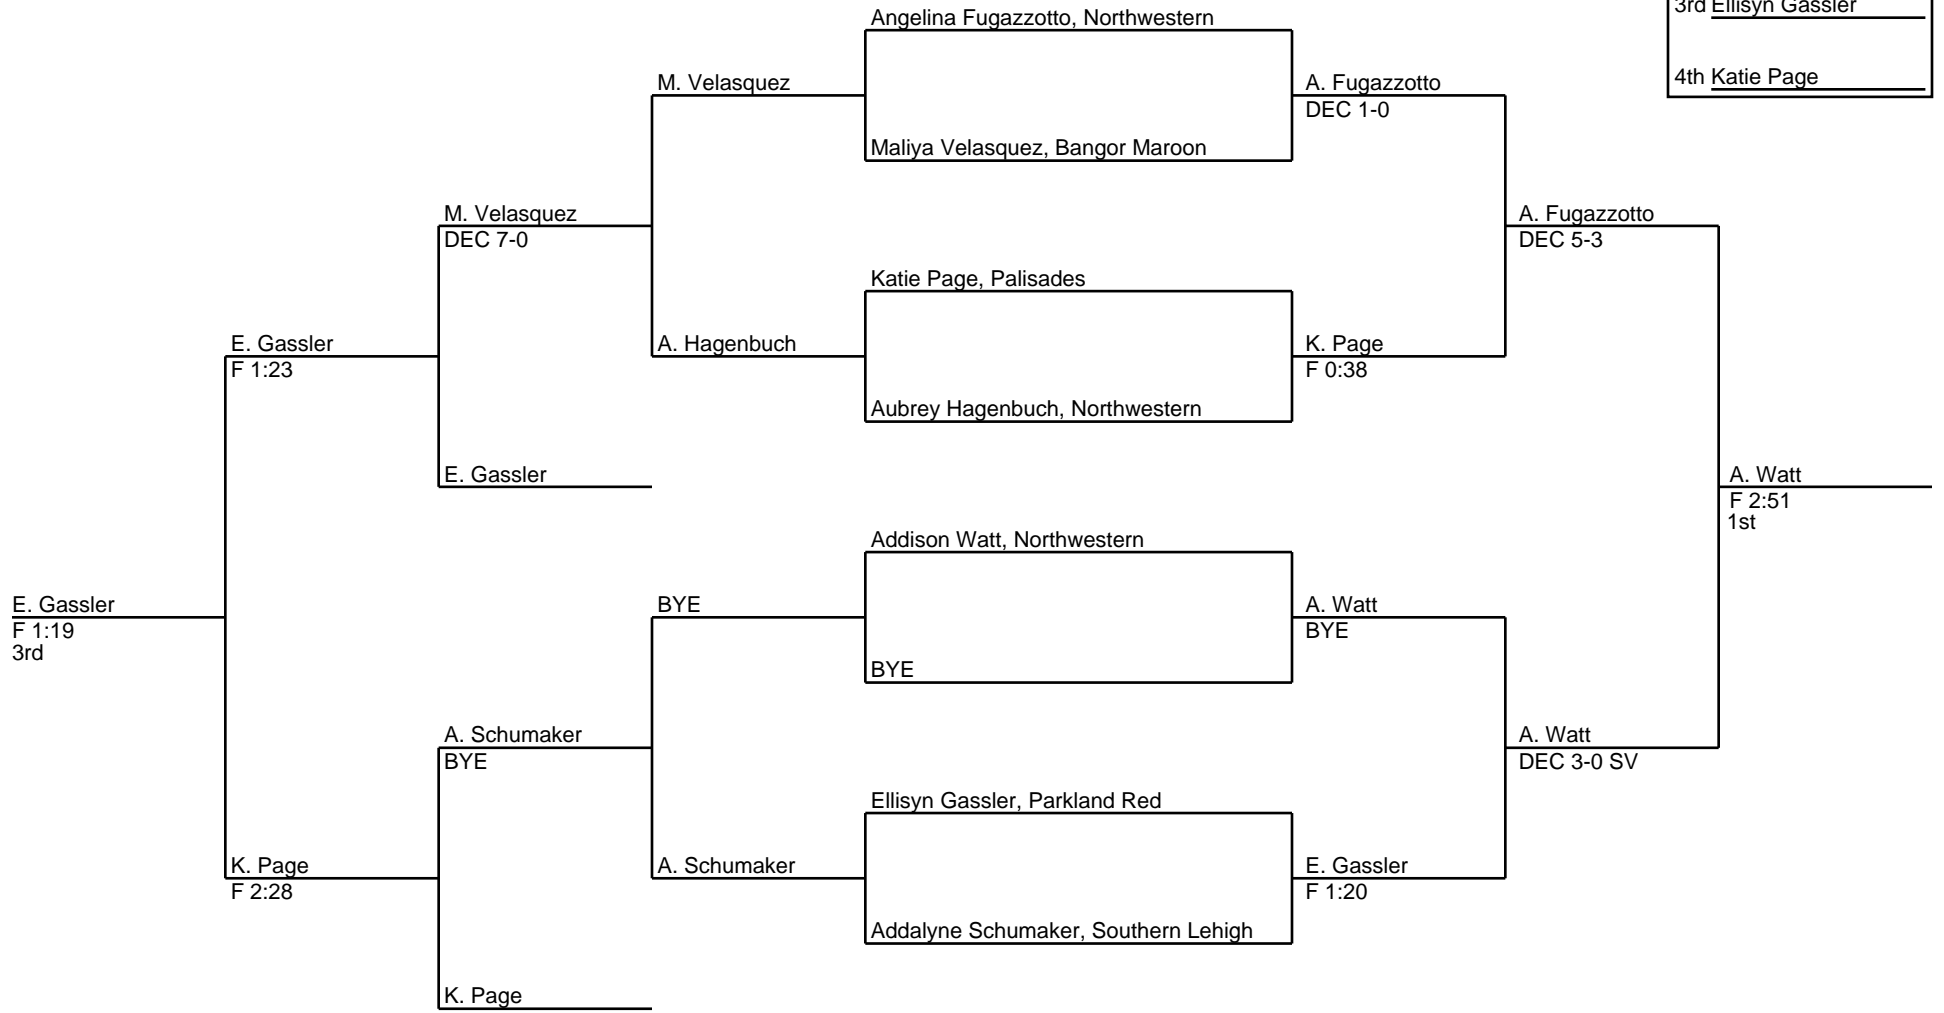 3rd Ellisyn Gassler
4th Katie Page
Angelina Fugazzotto, Northwestern
M. Velasquez
A. Fugazzotto
DEC 1-0
Maliya Velasquez, Bangor Maroon
M. Velasquez
DEC 7-0
A. Fugazzotto
DEC 5-3
Katie Page, Palisades
E. Gassler
F 1:23
A. Hagenbuch
K. Page
F 0:38
Aubrey Hagenbuch, Northwestern
E. Gassler
A. Watt
F 2:51
1st
Addison Watt, Northwestern
E. Gassler
F 1:19
3rd
BYE
A. Watt
BYE
BYE
A. Schumaker
BYE
A. Watt
DEC 3-0 SV
Ellisyn Gassler, Parkland Red
K. Page
F 2:28
A. Schumaker
E. Gassler
F 1:20
Addalyne Schumaker, Southern Lehigh
K. Page